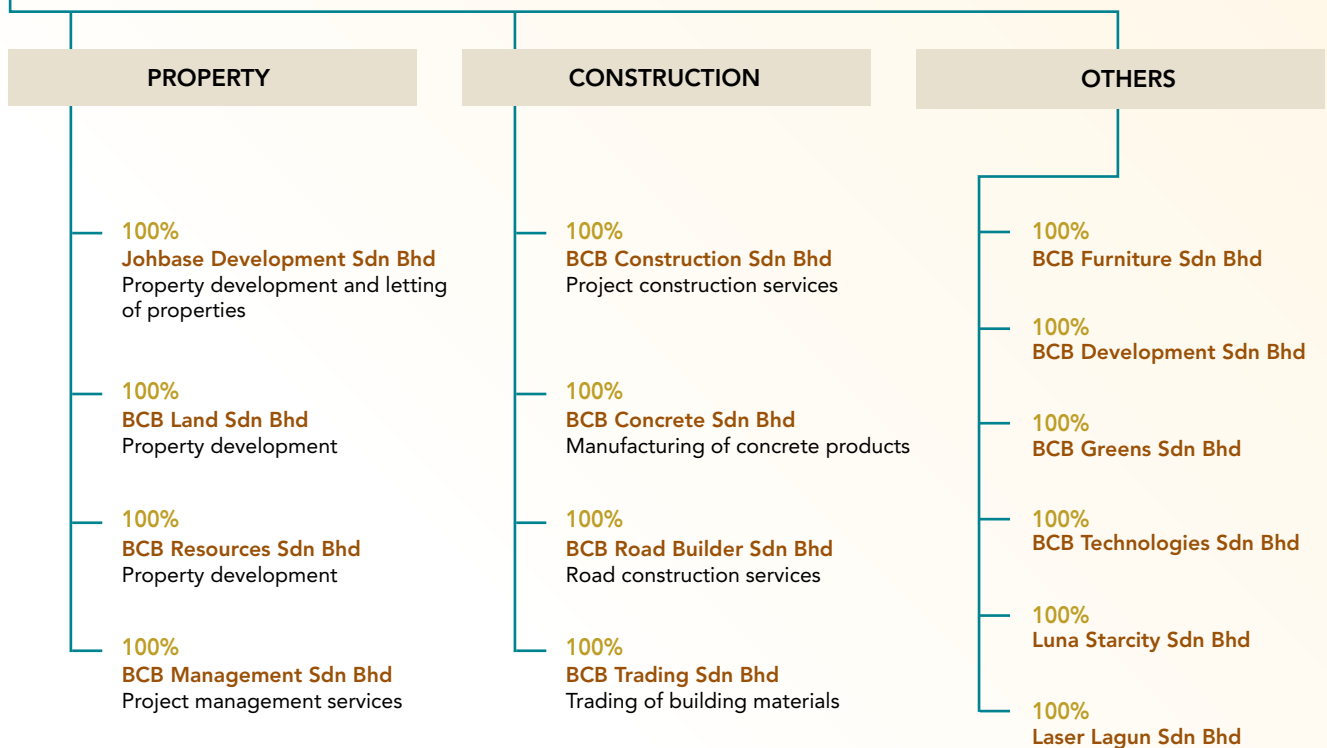 PROPERTY
100%
Johbase Development Sdn Bhd
Property development and letting
of properties
100%
BCB Land Sdn Bhd
Property development
100%
BCB Resources Sdn Bhd
Property development
100%
BCB Management Sdn Bhd
Project management services
CONSTRUCTION
100%
BCB Construction Sdn Bhd
Project construction services
100%
BCB Concrete Sdn Bhd
Manufacturing of concrete products
100%
BCB Road Builder Sdn Bhd
Road construction services
100%
BCB Trading Sdn Bhd
Trading of building materials
OTHERS
100%
BCB Furniture Sdn Bhd
100%
BCB Development Sdn Bhd
100%
BCB Greens Sdn Bhd
100%
BCB Technologies Sdn Bhd
100%
Luna Starcity Sdn Bhd
100%
Laser Lagun Sdn Bhd